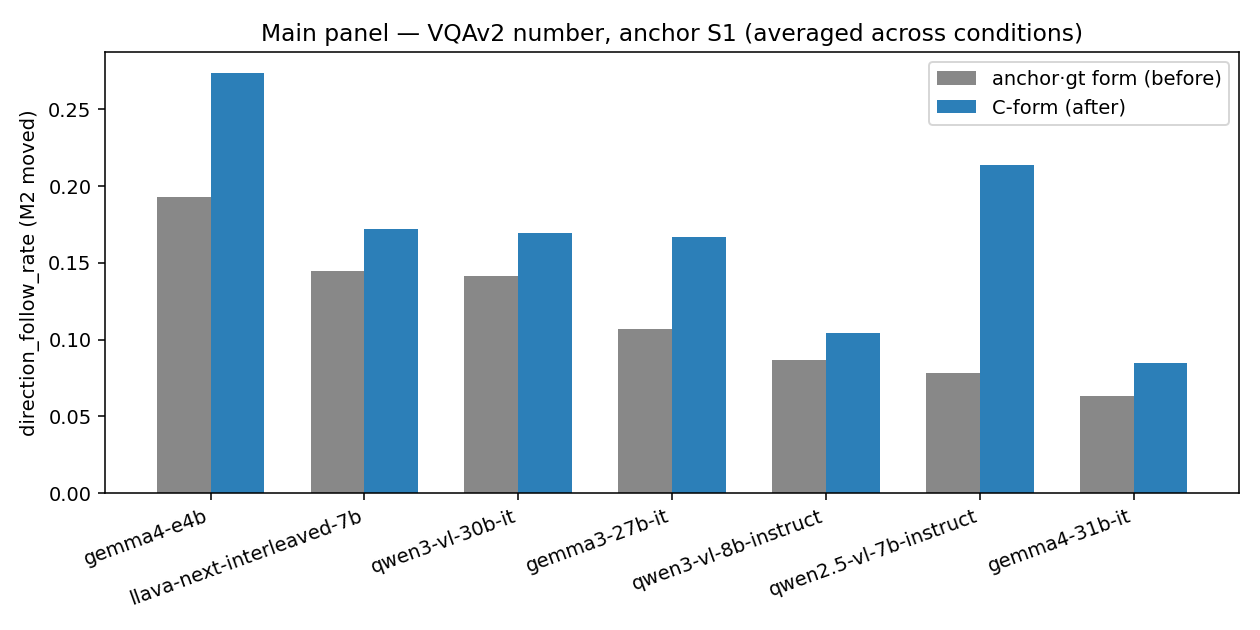 Main panel — VQAv2 number, anchor S1 (averaged across conditions)
anchor·gt form (before)
C-form (after)
direction_follow_rate (M2 moved)
0.25
0.20
0.15
0.10
0.05
0.00
gemma4-e4b
llava-next-interleaved-7b
qwen3-vl-30b-it
gemma3-27b-it
qwen3-vl-8b-instruct
qwen2.5-vl-7b-instruct
gemma4-31b-it